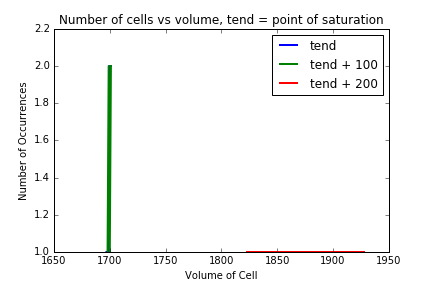 Number of cells vs volume, tend = point of saturation
2.2
2.0
1.8
1.6
1.4
1.2
1.0
Number of Occurrences
tend
tend + 100
tend + 200
1650 1700 1750 1800 1850 1900 1950
Volume of Cell